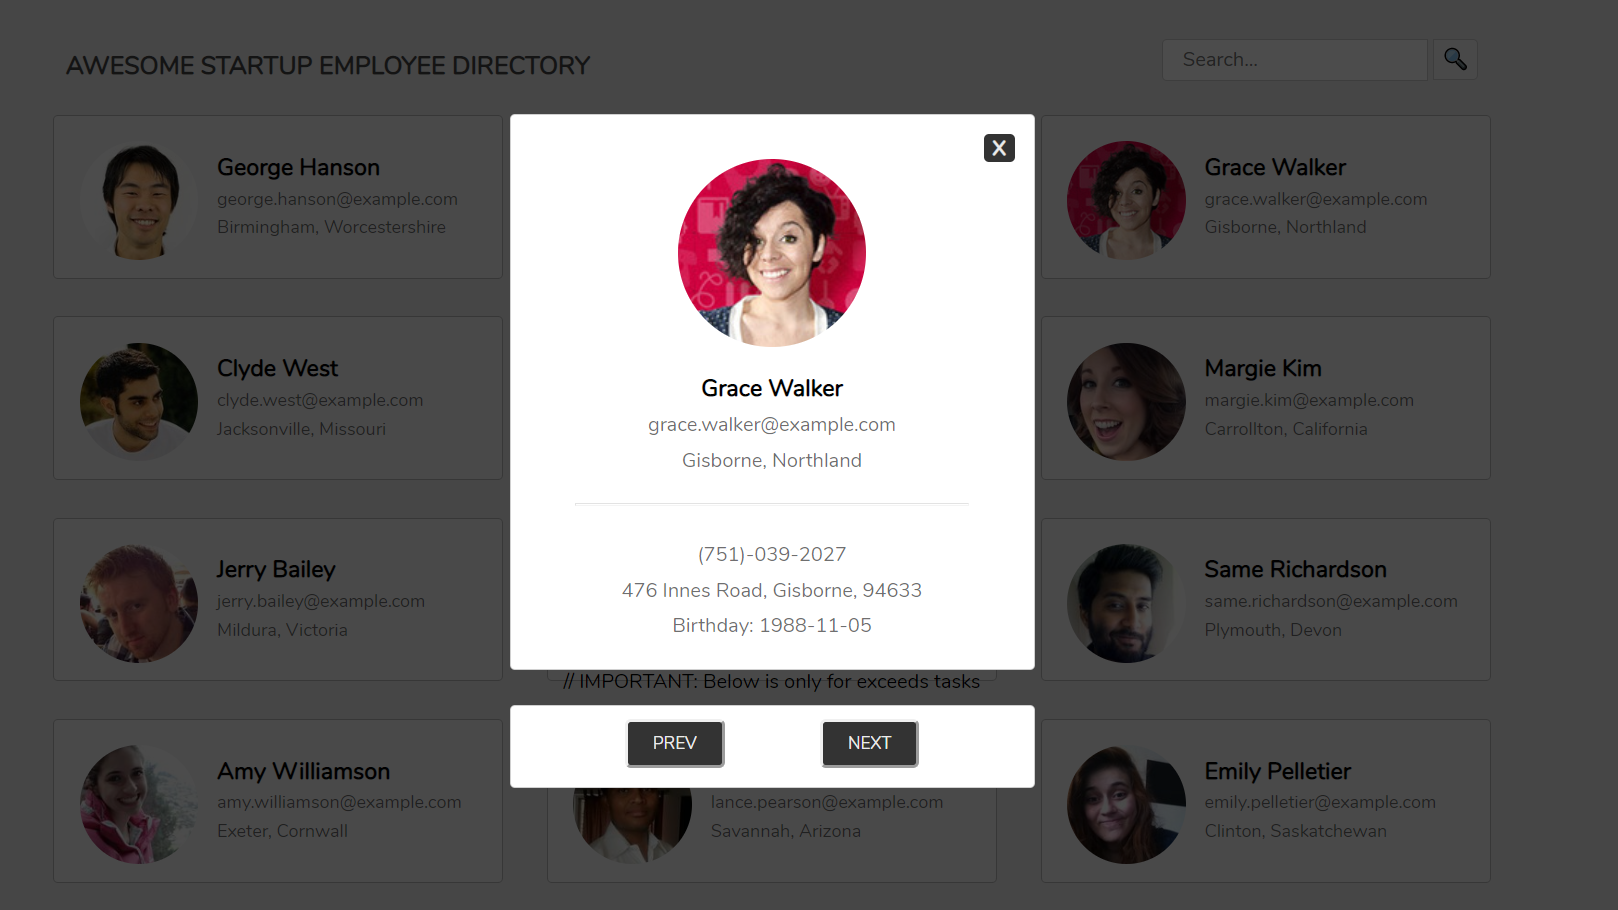 AWESOME STARTUP EMPLOYEE DIRECTORY
Search...
George Hanson
george.hanson@example.com
Birmingham, Worcestershire
X
Grace Walker
grace.walker@example.com
Gisborne, Northland
(751)-039-2027
476 Innes Road, Gisborne, 94633
Birthday: 1988-11-05
// IMPORTANT: Below is only for exceeds tasks
PREV
NEXT
Grace Walker
grace.walker@example.com
Gisborne, Northland
Clyde West
clyde.west@example.com
Jacksonville, Missouri
Margie Kim
margie.kim@example.com
Carrollton, California
Jerry Bailey
jerry.bailey@example.com
Mildura, Victoria
Same Richardson
same.richardson@example.com
Plymouth, Devon
Amy Williamson
amy.williamson@example.com
Exeter, Cornwall
lance.pearson@example.com
Savannah, Arizona
Emily Pelletier
emily.pelletier@example.com
Clinton, Saskatchewan